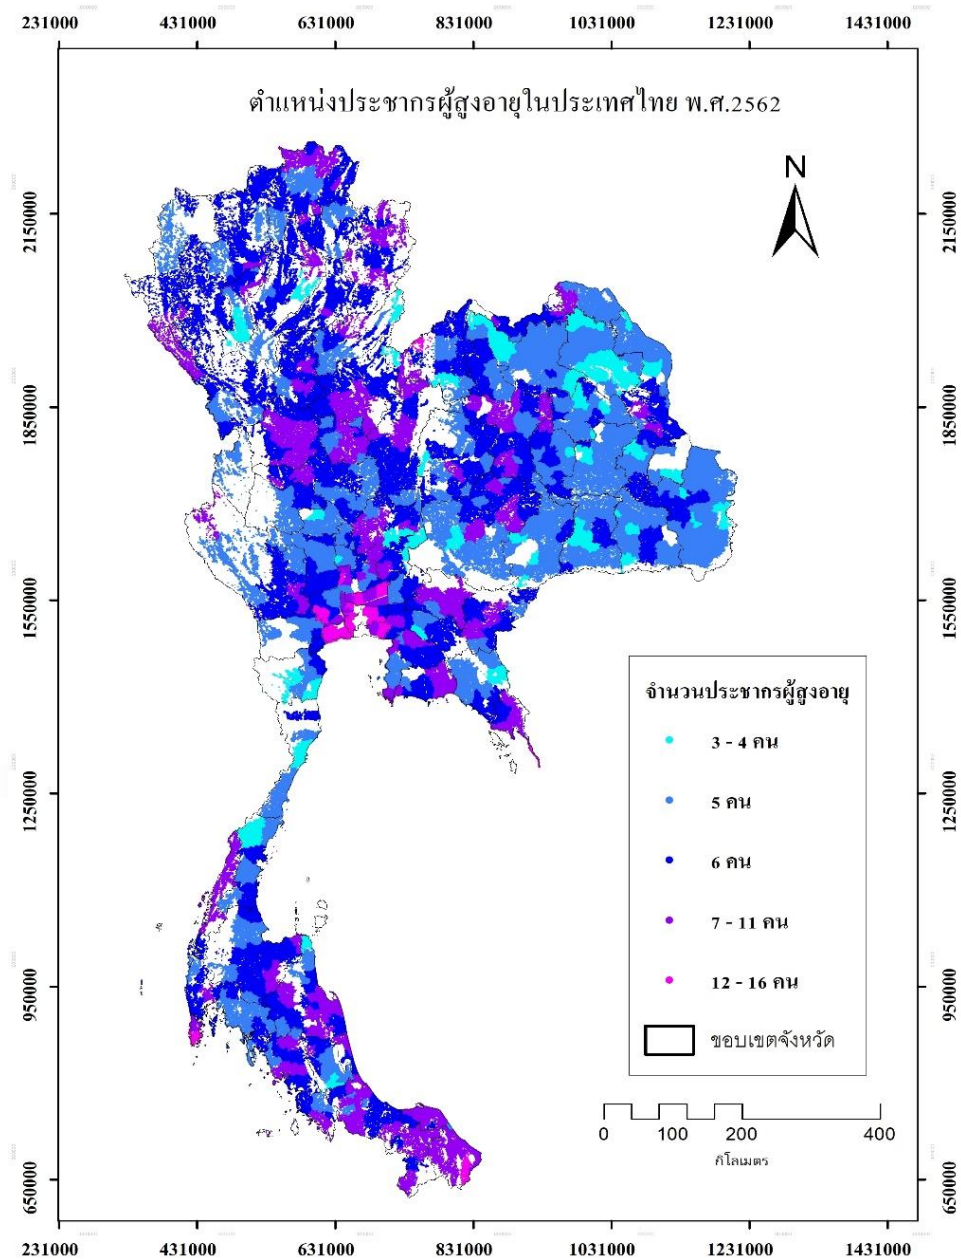 231000 431000 631000 831000 1031000 1231000 1431000
ตำแหน่งประชากรผู้สูงอายุในประเทศไทย พ.ศ.2562
N
2150000 2150000
1850000 1850000
1550000 1550000
จำนวนประชากรผู้สูงอายุ
3 - 4 คน
5 คน
1250000 1250000
6 คน
7 - 11 คน
12 - 16 คน
950000 950000
ขอบเขตจังหวัด
0 100 200 400
กิโลเมตร
650000 650000
231000 431000 631000 831000 1031000 1231000 1431000